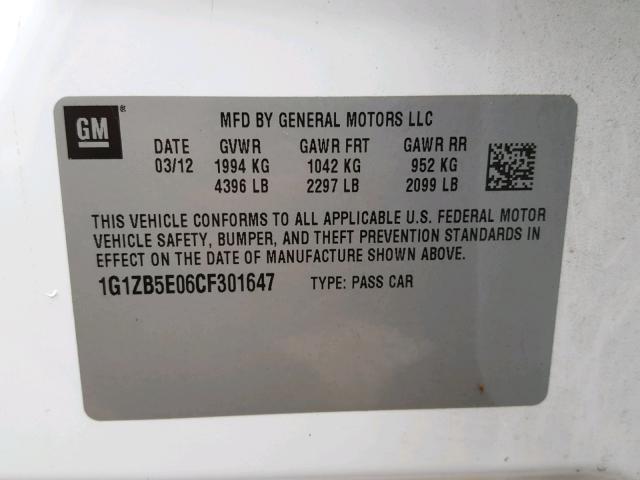 GM®
MFD BY GENERAL MOTORS LLC
DATE GVWR GAWR FRT GAWR RR
03/12 1994 KG 1042 KG 952 KG
4396 LB 2297 LB 2099 LB
THIS VEHICLE CONFORMS TO ALL APPLICABLE U.S. FEDERAL MOTOR
VEHICLE SAFETY, BUMPER, AND THEFT PREVENTION STANDARDS IN
EFFECT ON THE DATE OF MANUFACTURE SHOWN ABOVE.
1G1ZB5E06CF301647 TYPE: PASS CAR